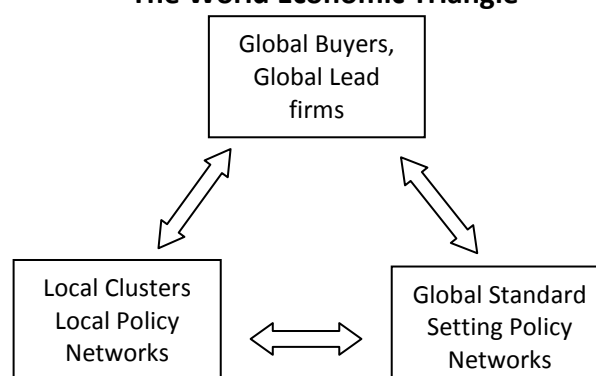 The World Economic Triangle
Global Buyers,
Global Lead
firms
Local Clusters
Local Policy
Networks
Global Standard
Setting Policy
Networks